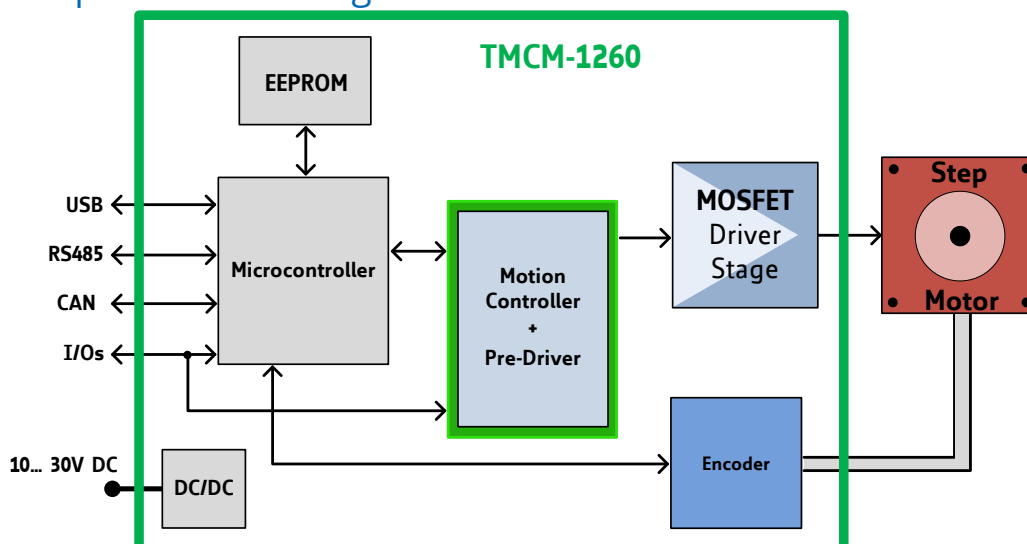 TMCM-1260
EEPROM
USB
RS485
CAN
I/Os
Microcontroller
Motion
Controller
+
Pre-Driver
MOSFET
Driver
Stage
Step
Motor
Encoder
10... 30V DC
DC/DC